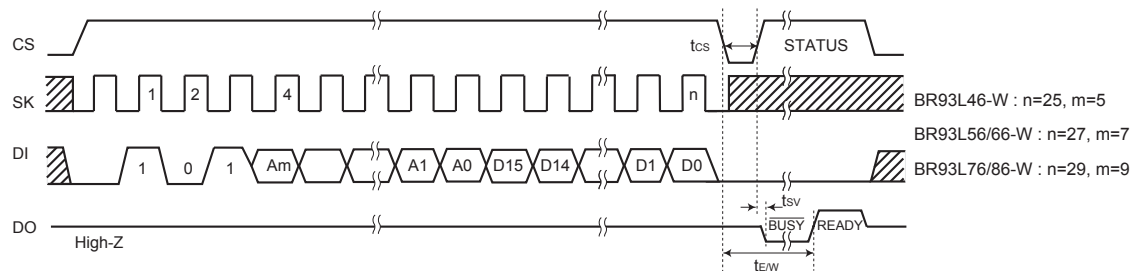 CS
tCS
STATUS
SK
1
2
4
n
BR93L46-W : n=25, m=5
BR93L56/66-W : n=27, m=7
BR93L76/86-W : n=29, m=9
DI
1
0
1
Am
A1
A0
D15
D14
D1
D0
tSV
DO
High-Z
BUSY
READY
tE/W